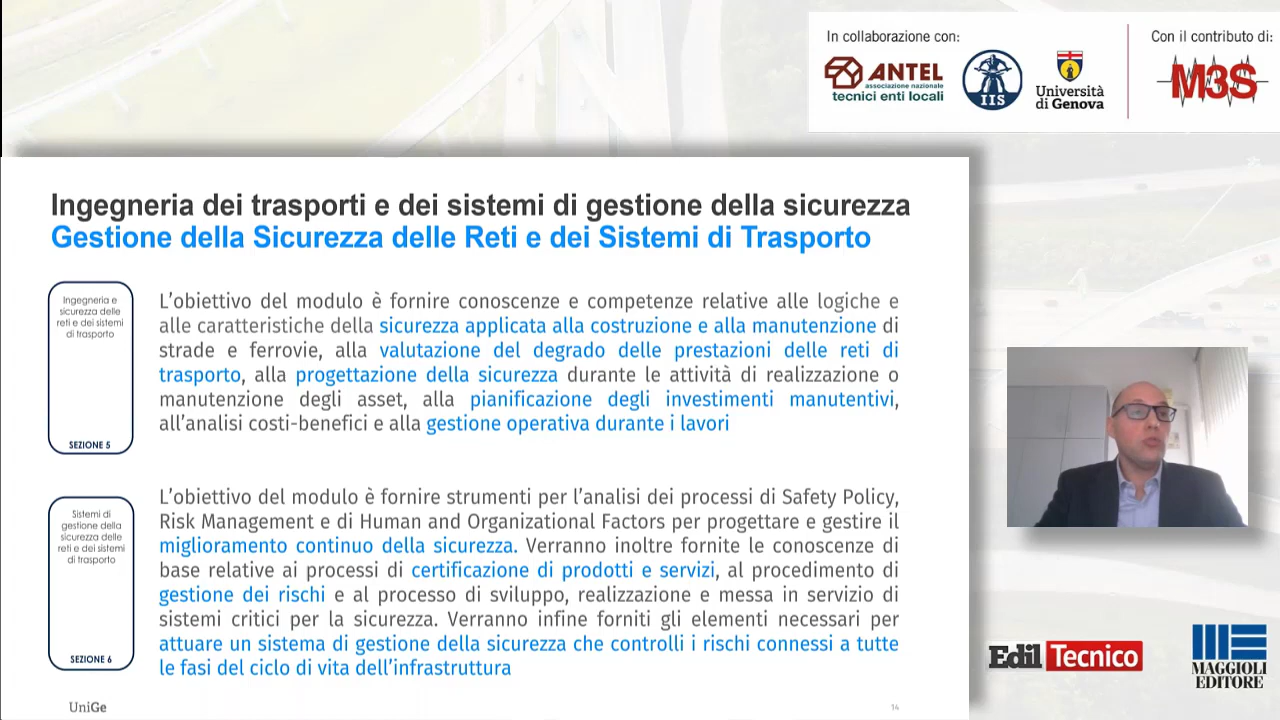 In collaborazione con:
Con il contributo di:
ANTEL
associazione nazionale
tecnici enti locali
IIS
Università
di Genova
M3S
Ingegneria dei trasporti e dei sistemi di gestione della sicurezza
Gestione della Sicurezza delle Reti e dei Sistemi di Trasporto
Ingegneria e
sicurezza delle
reti e dei sistemi
di trasporto
SEZIONE 5
L'obiettivo del modulo è fornire conoscenze e competenze relative alle logiche e
alle caratteristiche della sicurezza applicata alla costruzione e alla manutenzione di
strade e ferrovie, alla valutazione del degrado delle prestazioni delle reti di
trasporto, alla progettazione della sicurezza durante le attività di realizzazione o
manutenzione degli asset, alla pianificazione degli investimenti manutentivi,
all'analisi costi-benefici e alla gestione operativa durante i lavori
Sistemi di
gestione della
sicurezza delle
reti e dei sistemi
di trasporto
SEZIONE 6
L'obiettivo del modulo è fornire strumenti per l'analisi dei processi di Safety Policy,
Risk Management e di Human and Organizational Factors per progettare e gestire il
miglioramento continuo della sicurezza. Verranno inoltre fornite le conoscenze di
base relative ai processi di certificazione di prodotti e servizi, al procedimento di
gestione dei rischi e al processo di sviluppo, realizzazione e messa in servizio di
sistemi critici per la sicurezza. Verranno infine forniti gli elementi necessari per
attuare un sistema di gestione della sicurezza che controlli i rischi connessi a tutte
le fasi del ciclo di vita dell'infrastruttura
UniGe
14
Edil Tecnico
MAGGIOLI
EDITORE